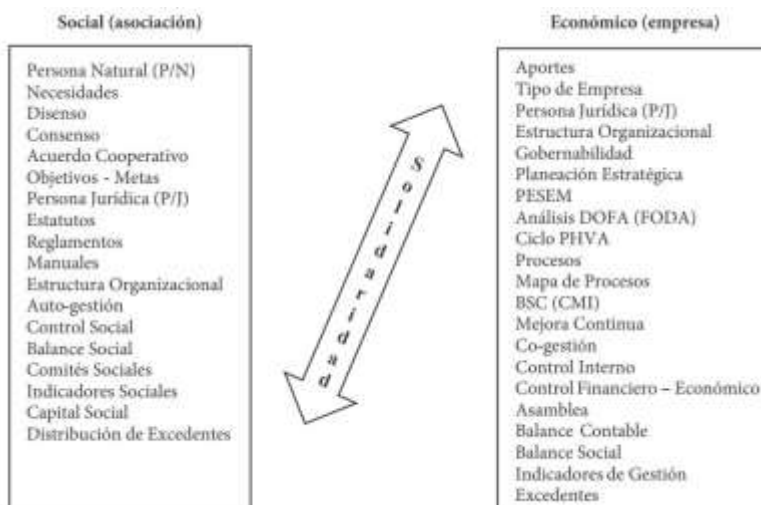 Social (asociación)
Persona Natural (P/N)
Necesidades
Disenso
Consenso
Acuerdo Cooperativo
Objetivos - Metas
Persona Jurídica (P/J)
Estatutos
Reglamentos
Manuales
Estructura Organizacional
Auto-gestión
Control Social
Balance Social
Comités Sociales
Indicadores Sociales
Capital Social
Distribución de Excedentes
Solidaridad
Económico (empresa)
Aportes
Tipo de Empresa
Persona Jurídica (P/J)
Estructura Organizacional
Gobernabilidad
Planeación Estratégica
PESEM
Análisis DOFA (FODA)
Ciclo PHVA
Procesos
Mapa de Procesos
BSC (CMI)
Mejora Continua
Co-gestión
Control Interno
Control Financiero – Económico
Asamblea
Balance Contable
Balance Social
Indicadores de Gestión
Excedentes